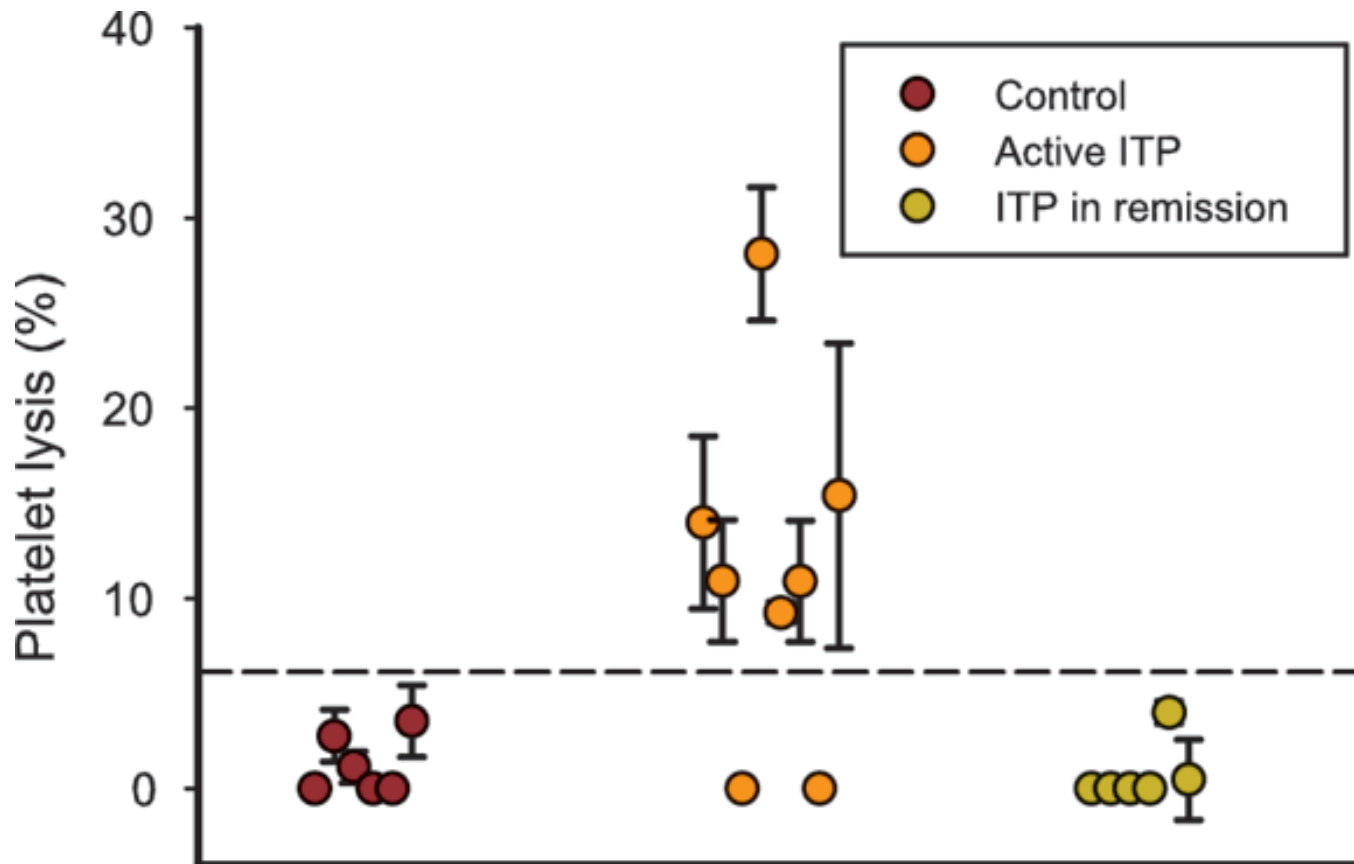 40
30
20
10
0
Platelet lysis (%)
Control
Active ITP
ITP in remission